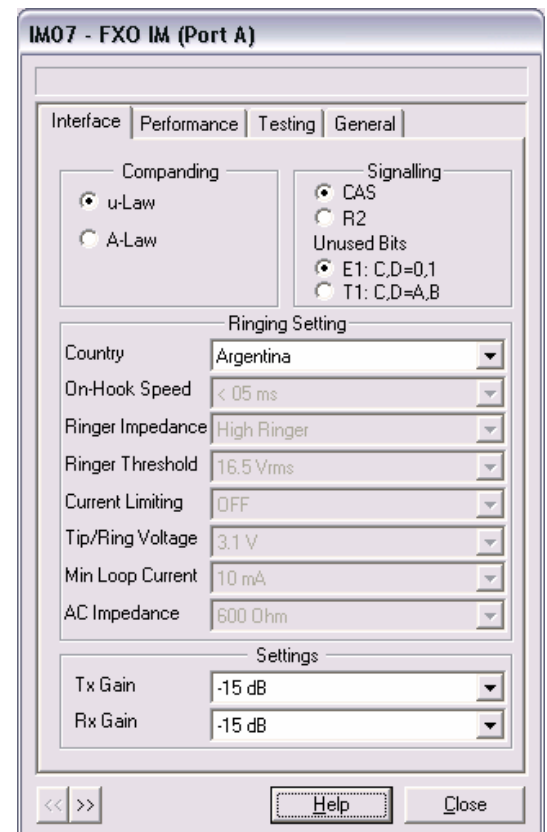 IM07 - FXO IM (Port A)
Interface Performance Testing General
Companding
u-Law
A-Law
Signalling
CAS
R2
Unused Bits
E1: C,D=0,1
T1: C,D=A,B
Ringing Setting
Country Argentina
On-Hook Speed < 05 ms
Ringer Impedance High Ringer
Ringer Threshold 16.5 Vrms
Current Limiting OFF
Tip/Ring Voltage 3.1 V
Min Loop Current 10 mA
AC Impedance 600 Ohm
Settings
Tx Gain -15 dB
Rx Gain -15 dB
<< >> Help Close